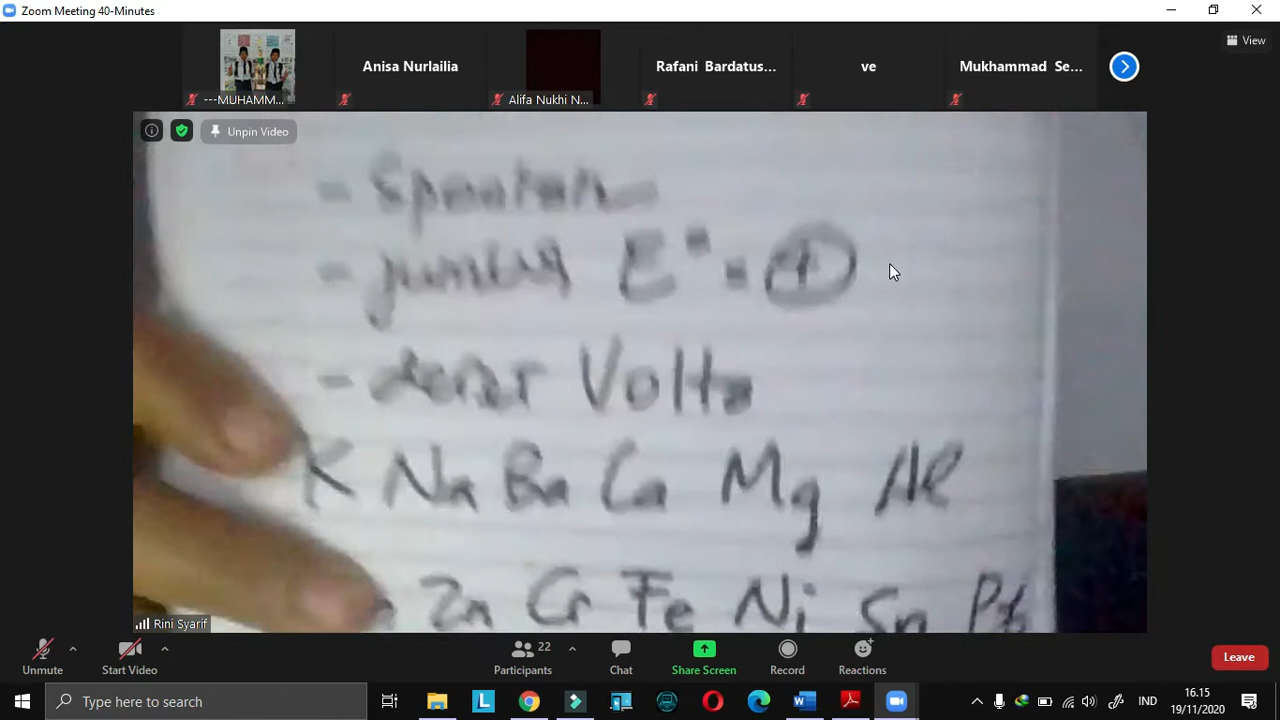 Zoom Meeting 40-Minutes
View
Anisa Nurlailia
Rafani Bardatus...
ve
Mukhammad Se...
---MUHAMM...
Alifa Nukhi N...
Unpin Video
- Spontan
- jumlah E° = +
- deret Volta
K Na Ba Ca Mg Al
Zn Cr Fe Ni Sn Pb
Rini Syarif
22
Unmute
Start Video
Participants
Chat
Share Screen
Record
Reactions
Leave
Type here to search
IND
16.15
19/11/2020